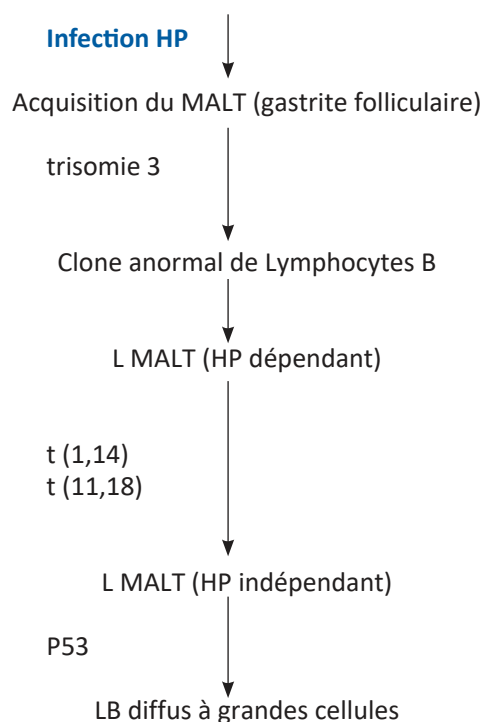 Infection HP
Acquisition du MALT (gastrite folliculaire)
trisomie 3
Clone anormal de Lymphocytes B
L MALT (HP dépendant)
t (1,14)
t (11,18)
L MALT (HP indépendant)
P53
LB diffus à grandes cellules